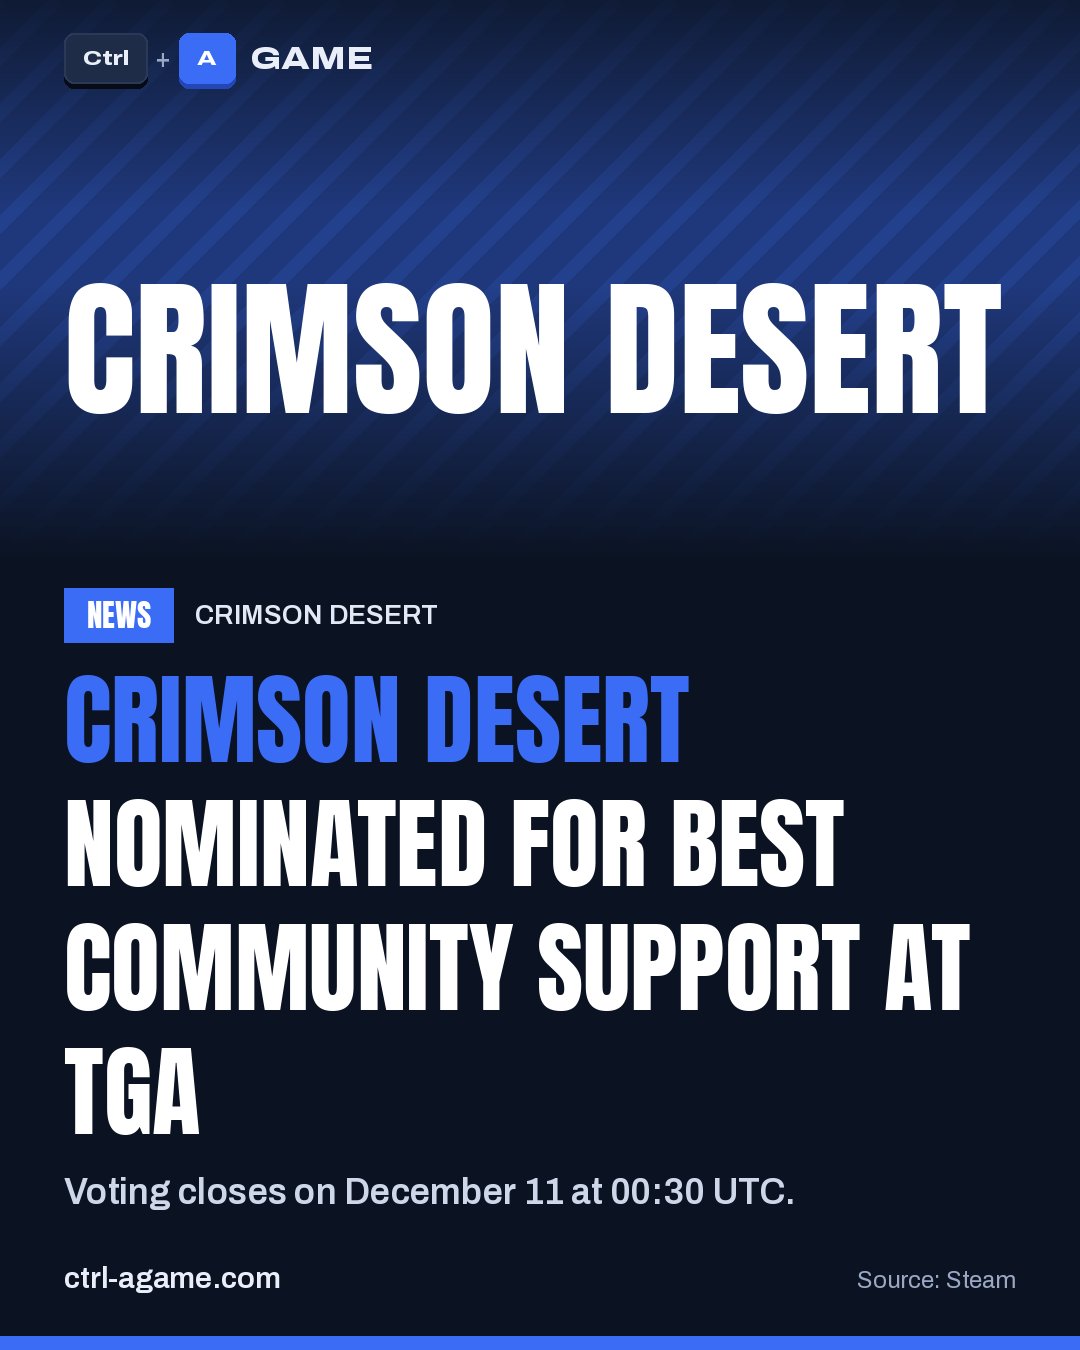 Ctrl + A GAME
CRIMSON DESERT
NEWS CRIMSON DESERT
CRIMSON DESERT
NOMINATED FOR BEST
COMMUNITY SUPPORT AT
TGA
Voting closes on December 11 at 00:30 UTC.
ctrl-agame.com Source: Steam